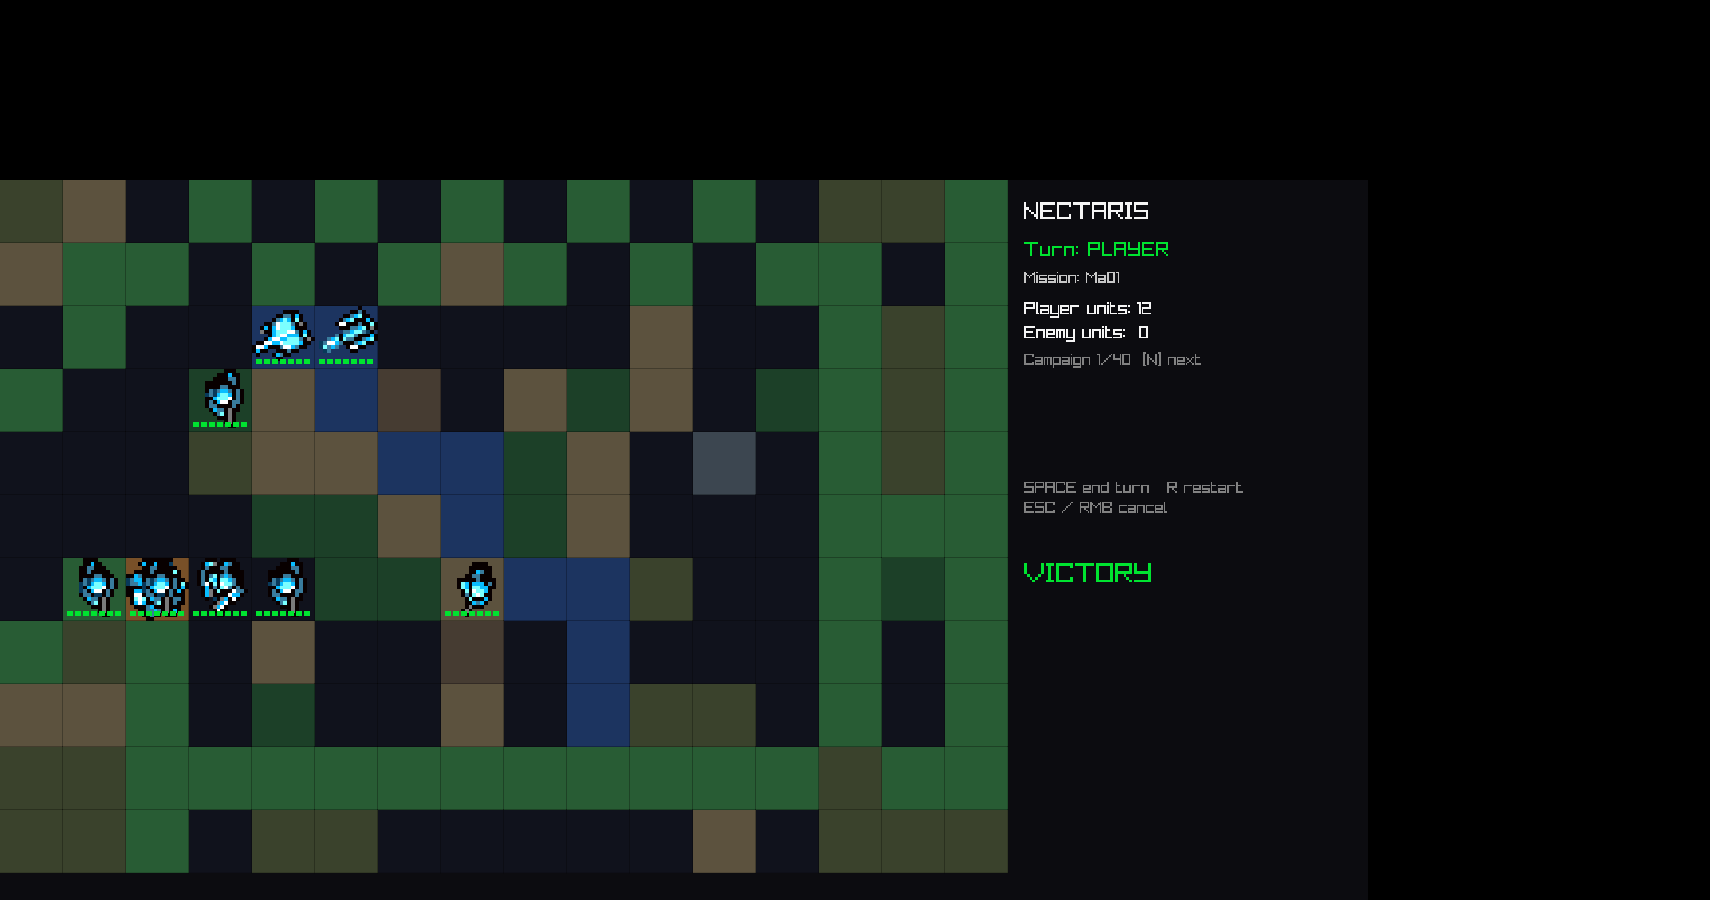 NECTARIS
Turn: PLAYER
Mission: Ma01
Player units: 12
Enemy units: 0
Campaign 1/40 [N] next
SPACE end turn R restart
ESC / RMB cancel
VICTORY